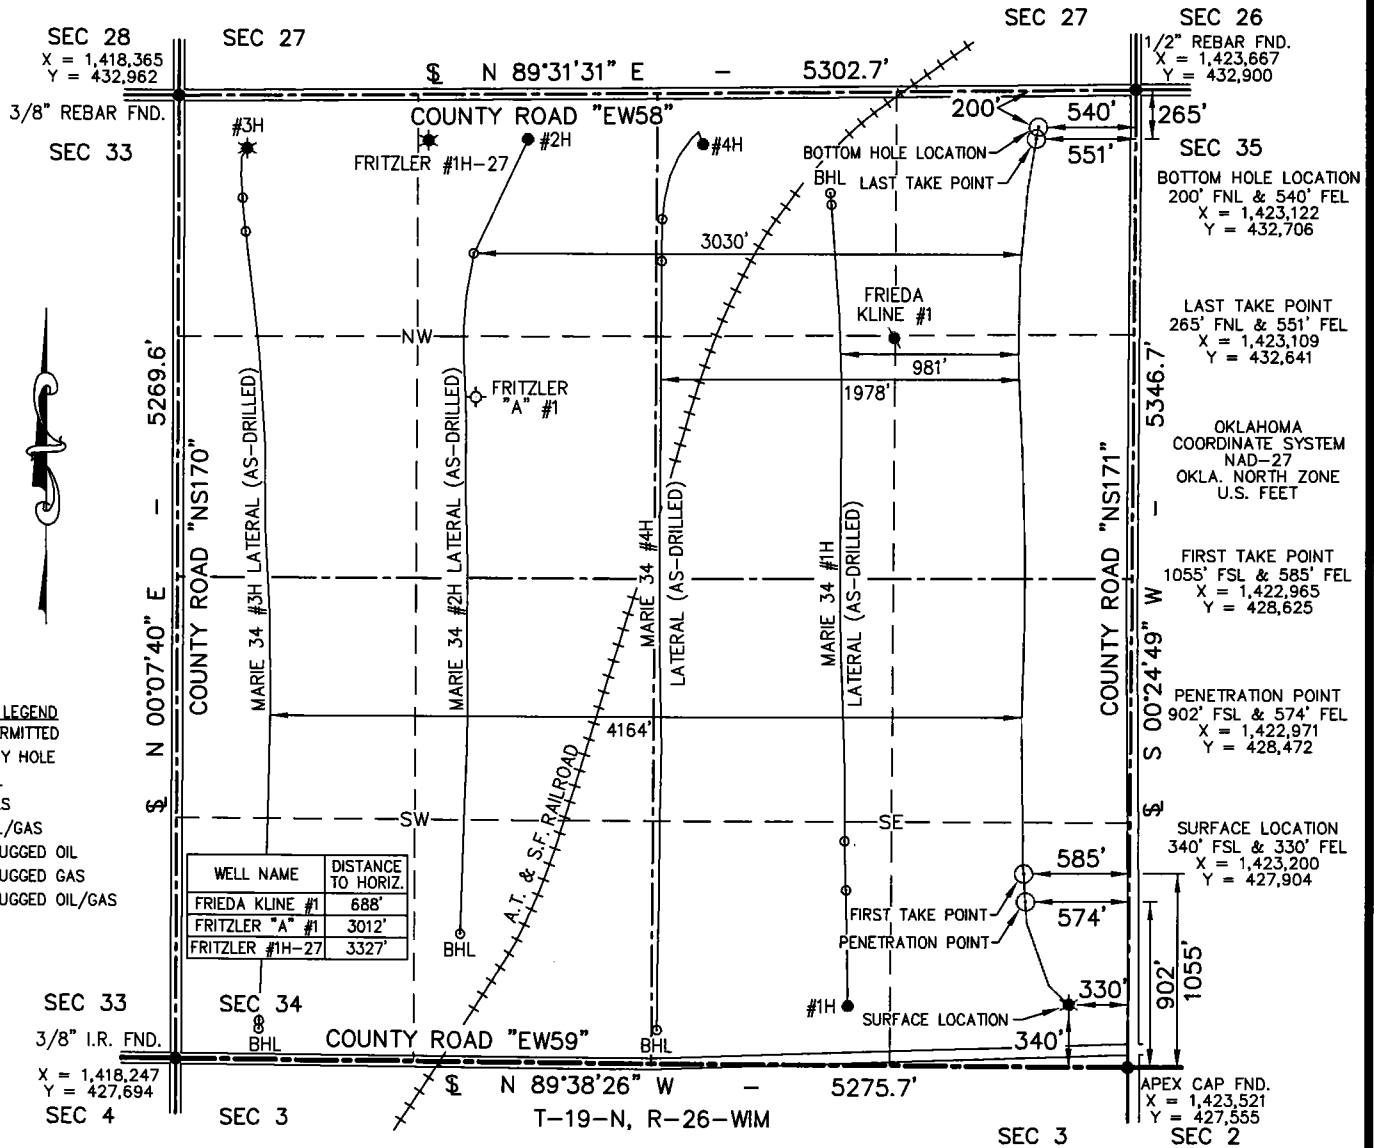 SEC 28
SEC 27
SEC 27
SEC 26
X = 1,418,365
Y = 432,962
1/2" REBAR FND.
X = 1,423,667
Y = 432,900
N 89°31'31" E - 5302.7'
3/8" REBAR FND.
COUNTY ROAD "EW58"
200'
540'
265'
SEC 33
#3H
FRITZLER #1H-27
#2H
#4H
BOTTOM HOLE LOCATION
551'
BHL
LAST TAKE POINT
SEC 35
BOTTOM HOLE LOCATION
200' FNL & 540' FEL
X = 1,423,122
Y = 432,706
3030'
FRIEDA
KLINE #1
LAST TAKE POINT
265' FNL & 551' FEL
X = 1,423,109
Y = 432,641
NW
981'
1978'
FRITZLER
"A" #1
N 00°07'40" E - 5269.6'
COUNTY ROAD "NS170"
MARIE 34 #3H LATERAL (AS-DRILLED)
MARIE 34 #2H LATERAL (AS-DRILLED)
MARIE 34 #4H
LATERAL (AS-DRILLED)
MARIE 34 #1H
LATERAL (AS-DRILLED)
COUNTY ROAD "NS171"
S 00°24'49" W - 5346.7'
OKLAHOMA
COORDINATE SYSTEM
NAD-27
OKLA. NORTH ZONE
U.S. FEET
FIRST TAKE POINT
1055' FSL & 585' FEL
X = 1,422,965
Y = 428,625
PENETRATION POINT
902' FSL & 574' FEL
X = 1,422,971
Y = 428,472
4164'
A.T. & S.F. RAILROAD
LEGEND
RMITTED
Y HOLE
L
AS
L/GAS
UGGED OIL
UGGED GAS
UGGED OIL/GAS
SW
SE
SURFACE LOCATION
340' FSL & 330' FEL
X = 1,423,200
Y = 427,904
WELL NAME DISTANCE TO HORIZ.
FRIEDA KLINE #1 688'
FRITZLER "A" #1 3012'
FRITZLER #1H-27 3327'
585'
FIRST TAKE POINT
574'
PENETRATION POINT
BHL
902'
1055'
SEC 33
SEC 34
#1H
330'
SURFACE LOCATION
3/8" I.R. FND.
BHL
COUNTY ROAD "EW59"
BHL
340'
X = 1,418,247
Y = 427,694
N 89°38'26" W - 5275.7'
APEX CAP FND.
X = 1,423,521
Y = 427,555
SEC 4
SEC 3
T-19-N, R-26-WIM
SEC 3
SEC 2